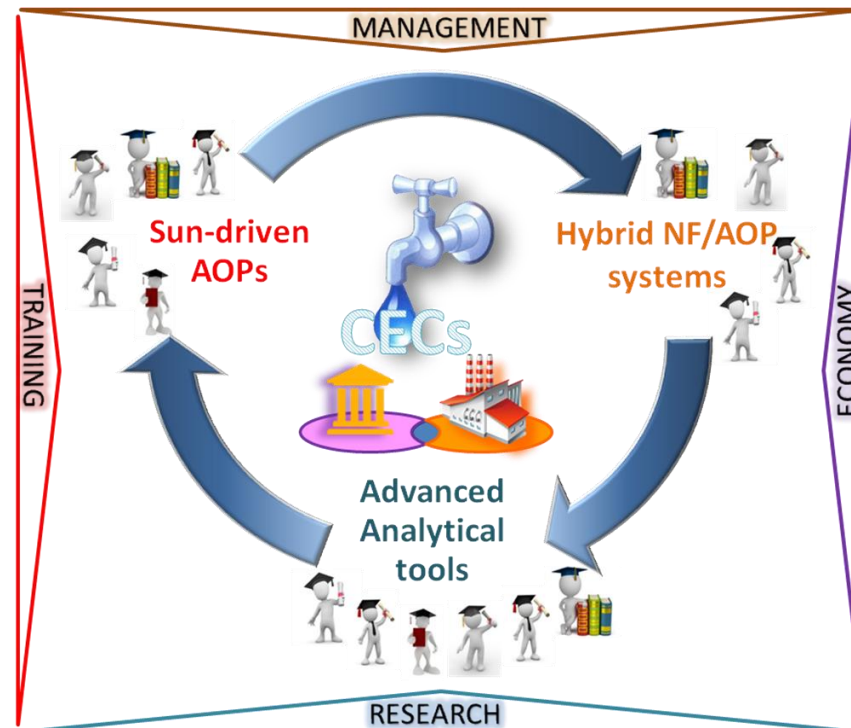 MANAGEMENT
Sun-driven
AOPs
Hybrid NF/AOP
systems
CECs
TRAINING
ECONOMY
Advanced
Analytical
tools
RESEARCH